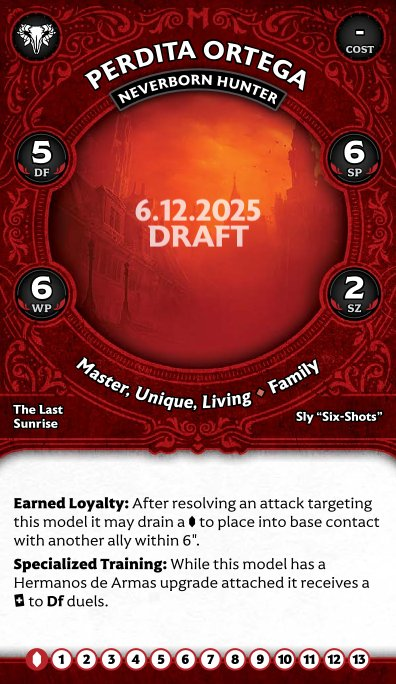 -
COST
PERDITA ORTEGA
NEVERBORN HUNTER
5
DF
6
SP
6.12.2025
DRAFT
6
WP
2
SZ
Master, Unique, Living ♦ Family
The Last
Sunrise
Sly “Six-Shots”
Earned Loyalty: After resolving an attack targeting
this model it may drain a to place into base contact
with another ally within 6".
Specialized Training: While this model has a
Hermanos de Armas upgrade attached it receives a
to Df duels.
1 2 3 4 5 6 7 8 9 10 11 12 13